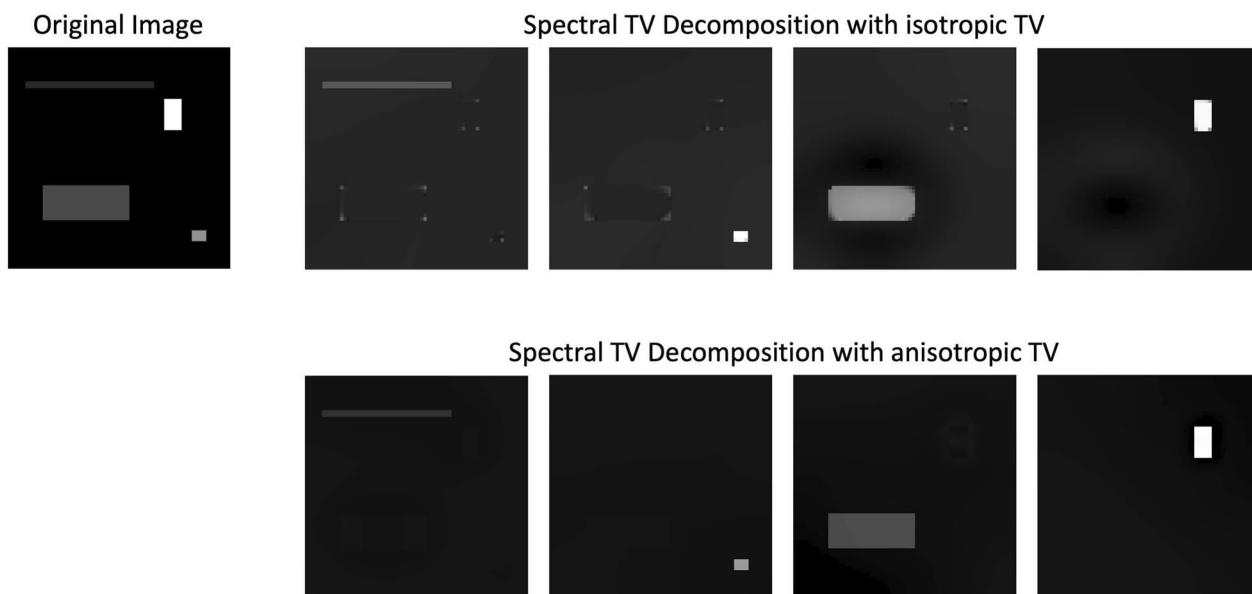 Original Image
Spectral TV Decomposition with isotropic TV
Spectral TV Decomposition with anisotropic TV